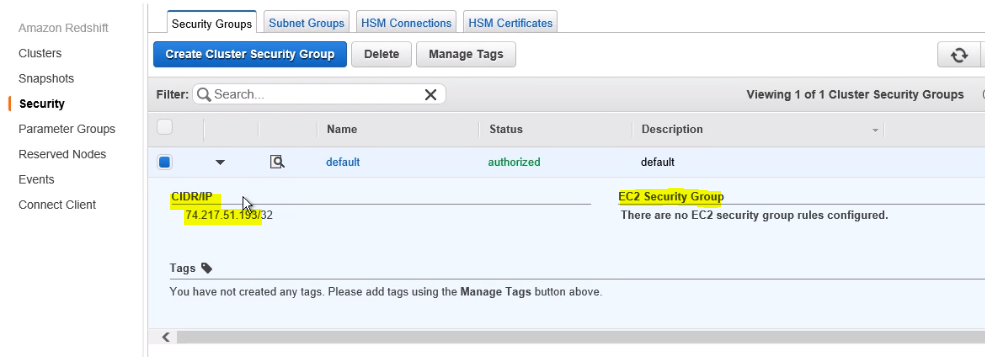 Amazon Redshift
Clusters
Snapshots
Security
Parameter Groups
Reserved Nodes
Events
Connect Client
Security Groups Subnet Groups HSM Connections HSM Certificates
Create Cluster Security Group Delete Manage Tags
Filter: Search... Viewing 1 of 1 Cluster Security Groups
Name Status Description
default authorized default
CIDR/IP EC2 Security Group
74.217.51.193/32 There are no EC2 security group rules configured.
Tags
You have not created any tags. Please add tags using the Manage Tags button above.